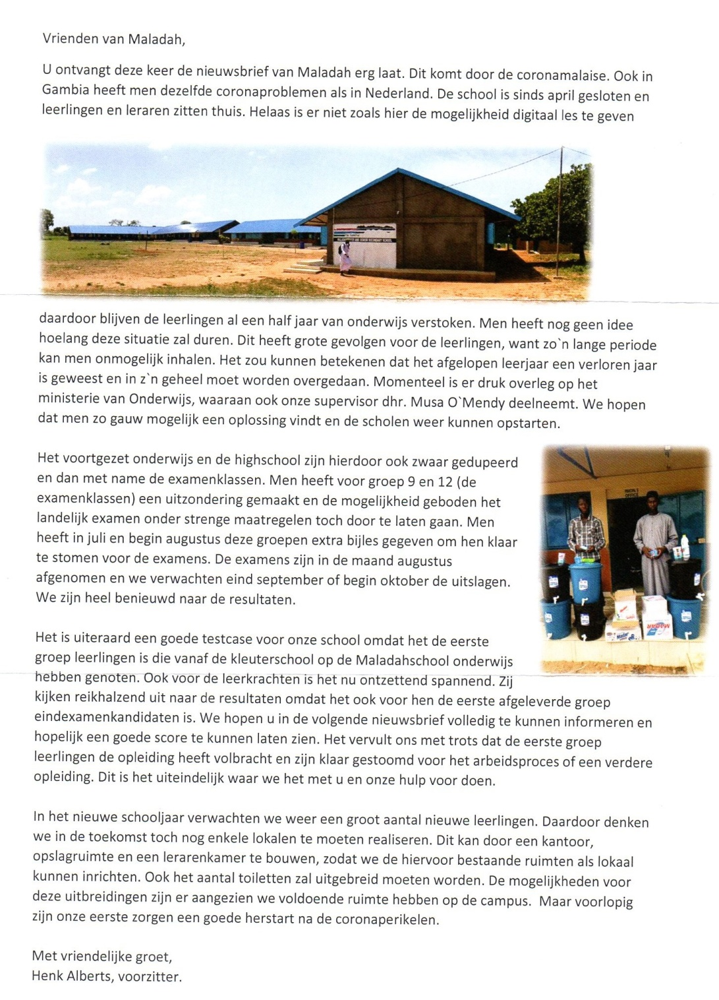 Vrienden van Maladah,
U ontvangt deze keer de nieuwsbrief van Maladah erg laat. Dit komt door de coronamalaise. Ook in
Gambia heeft men dezelfde coronaproblemen als in Nederland. De school is sinds april gesloten en
leerlingen en leraren zitten thuis. Helaas is er niet zoals hier de mogelijkheid digitaal les te geven
SENIOR SECONDARY SCHOOL
daardoor blijven de leerlingen al een half jaar van onderwijs verstoken. Men heeft nog geen idee
hoelang deze situatie zal duren. Dit heeft grote gevolgen voor de leerlingen, want zo`n lange periode
kan men onmogelijk inhalen. Het zou kunnen betekenen dat het afgelopen leerjaar een verloren jaar
is geweest en in z`n geheel moet worden overgedaan. Momenteel is er druk overleg op het
ministerie van Onderwijs, waaraan ook onze supervisor dhr. Musa O`Mendy deelneemt. We hopen
dat men zo gauw mogelijk een oplossing vindt en de scholen weer kunnen opstarten.
Het voortgezet onderwijs en de highschool zijn hierdoor ook zwaar gedupeerd
en dan met name de examenklassen. Men heeft voor groep 9 en 12 (de
examenklassen) een uitzondering gemaakt en de mogelijkheid geboden het
landelijk examen onder strenge maatregelen toch door te laten gaan. Men
heeft in juli en begin augustus deze groepen extra bijles gegeven om hen klaar
te stomen voor de examens. De examens zijn in de maand augustus
afgenomen en we verwachten eind september of begin oktober de uitslagen.
We zijn heel benieuwd naar de resultaten.
OFFICE
Madar
MADAR
Het is uiteraard een goede testcase voor onze school omdat het de eerste
groep leerlingen is die vanaf de kleuterschool op de Maladahschool onderwijs
hebben genoten. Ook voor de leerkrachten is het nu ontzettend spannend. Zij
kijken reikhalzend uit naar de resultaten omdat het ook voor hen de eerste afgeleverde groep
eindexamenkandidaten is. We hopen u in de volgende nieuwsbrief volledig te kunnen informeren en
hopelijk een goede score te kunnen laten zien. Het vervult ons met trots dat de eerste groep
leerlingen de opleiding heeft volbracht en zijn klaar gestoomd voor het arbeidsproces of een verdere
opleiding. Dit is het uiteindelijk waar we het met u en onze hulp voor doen.
In het nieuwe schooljaar verwachten we weer een groot aantal nieuwe leerlingen. Daardoor denken
we in de toekomst toch nog enkele lokalen te moeten realiseren. Dit kan door een kantoor,
opslagruimte en een lerarenkamer te bouwen, zodat we de hiervoor bestaande ruimten als lokaal
kunnen inrichten. Ook het aantal toiletten zal uitgebreid moeten worden. De mogelijkheden voor
deze uitbreidingen zijn er aangezien we voldoende ruimte hebben op de campus.  Maar voorlopig
zijn onze eerste zorgen een goede herstart na de coronaperikelen.
Met vriendelijke groet,
Henk Alberts, voorzitter.